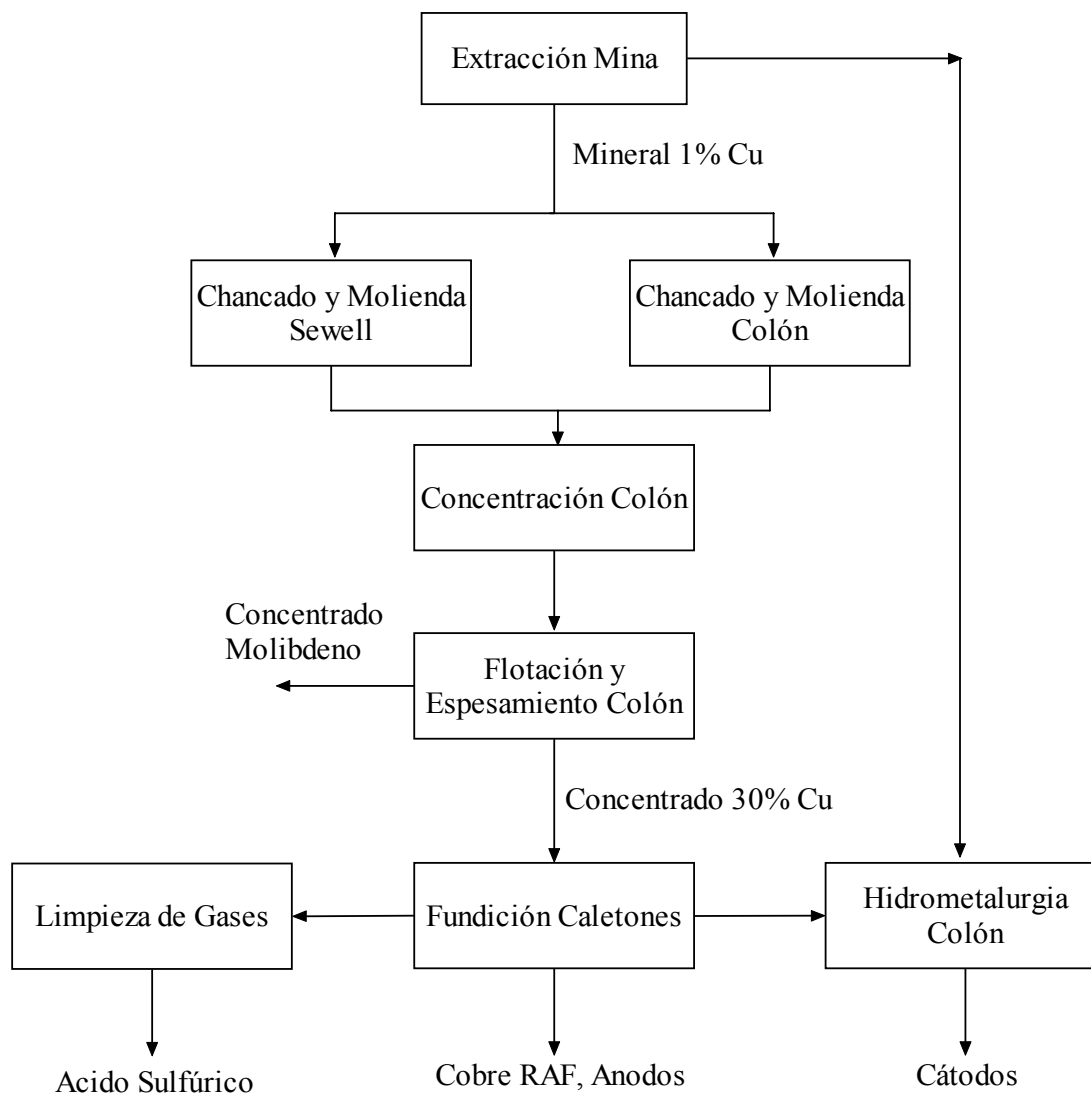 Extracción Mina
Mineral 1% Cu
Chancado y Molienda
Sewell
Chancado y Molienda
Colón
Concentración Colón
Concentrado
Molibdeno
Flotación y
Espesamiento Colón
Concentrado 30% Cu
Limpieza de Gases
Fundición Caletones
Hidrometalurgia
Colón
Acido Sulfúrico
Cobre RAF, Anodos
Cátodos